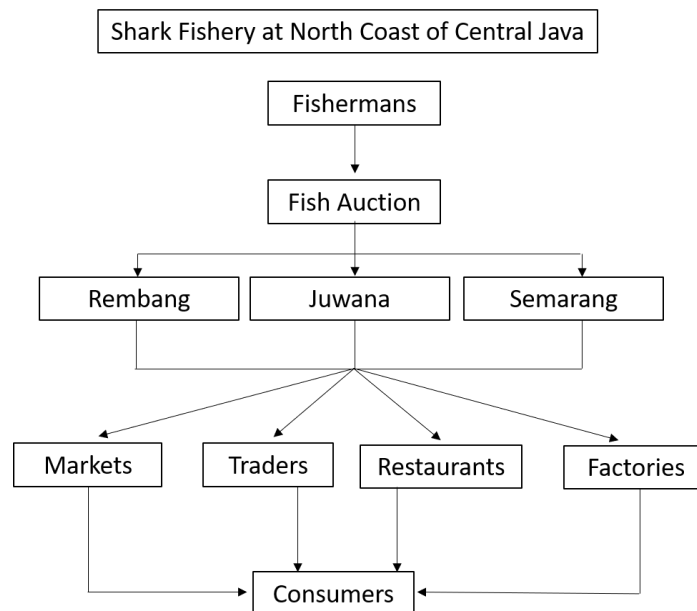 Shark Fishery at North Coast of Central Java
Fishermans
Fish Auction
Rembang
Juwana
Semarang
Markets
Traders
Restaurants
Factories
Consumers